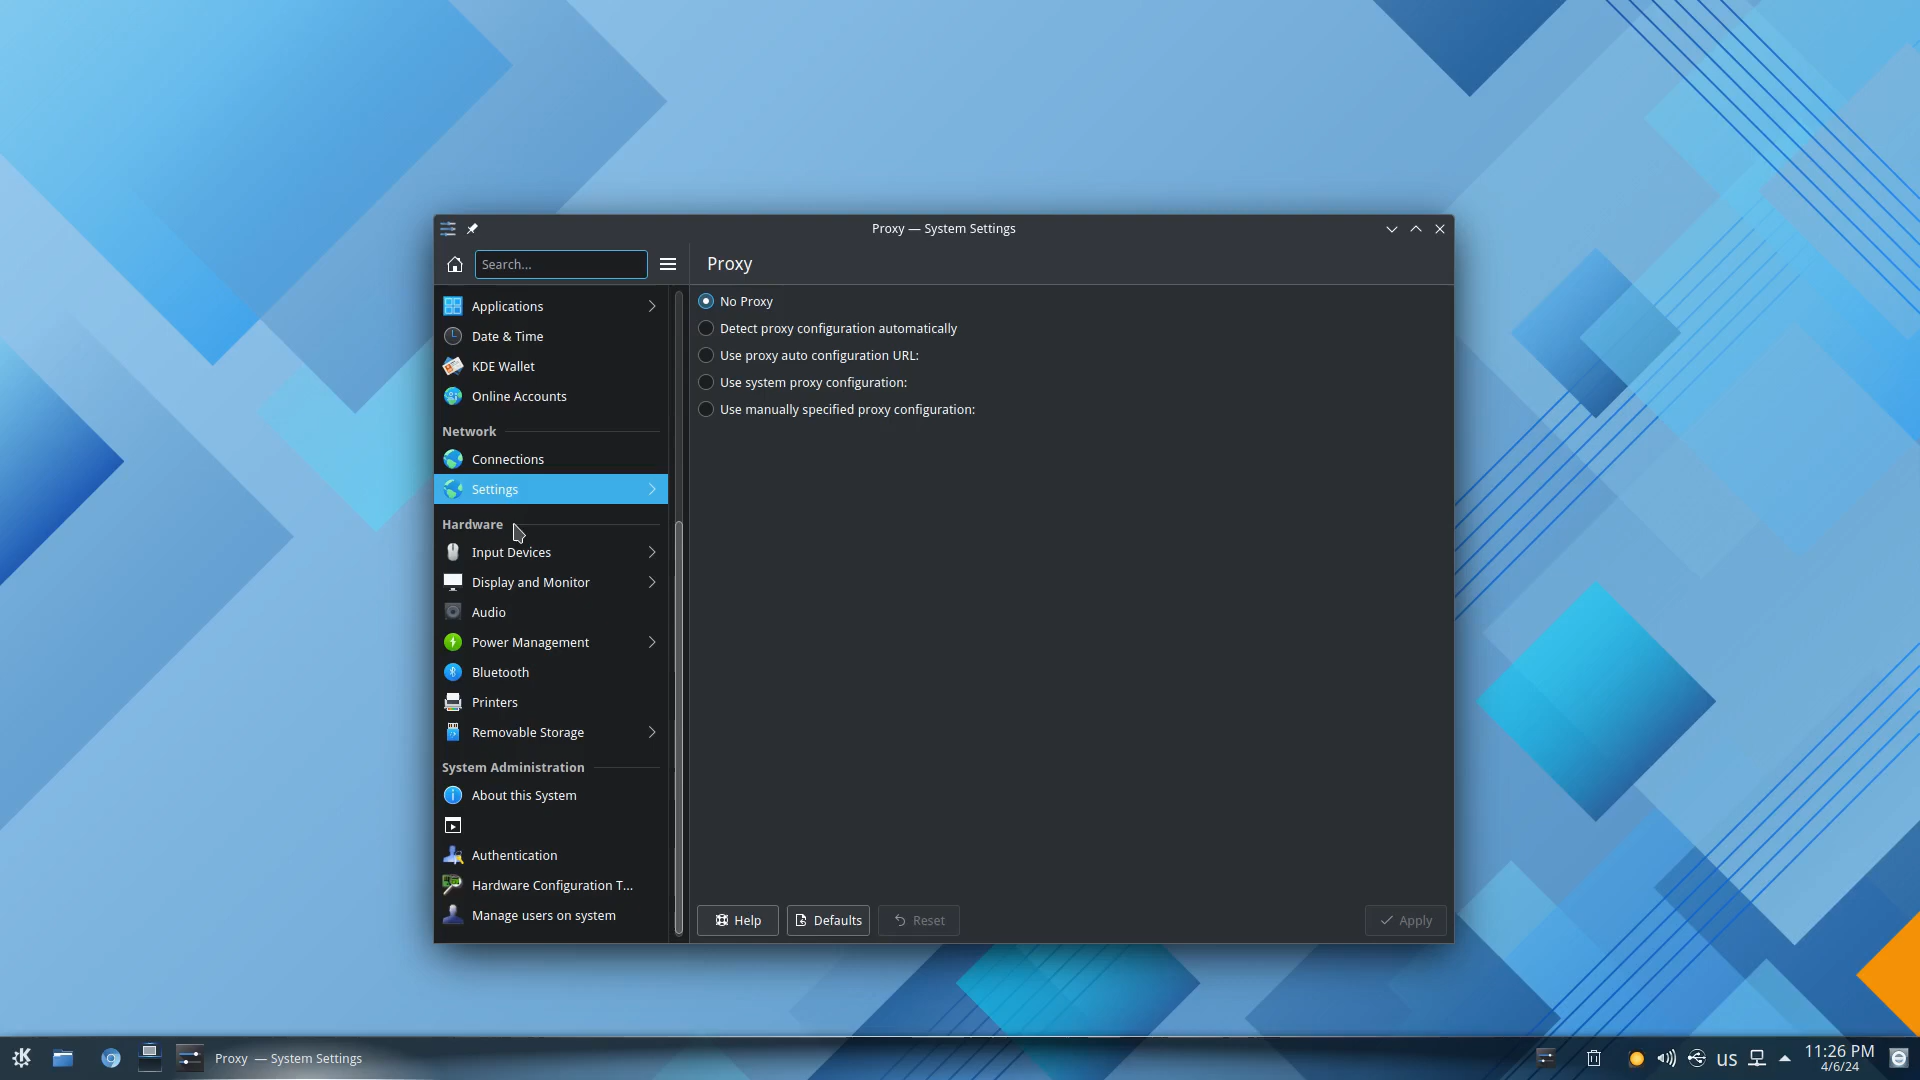 Proxy — System Settings
Search...
Proxy
Applications
Date & Time
KDE Wallet
Online Accounts
Network
Connections
Settings
Hardware
Input Devices
Display and Monitor
Audio
Power Management
Bluetooth
Printers
Removable Storage
System Administration
About this System
Authentication
Hardware Configuration T...
Manage users on system
No Proxy
Detect proxy configuration automatically
Use proxy auto configuration URL:
Use system proxy configuration:
Use manually specified proxy configuration:
Help
Defaults
Reset
Apply
Proxy — System Settings
us
11:26 PM
4/6/24